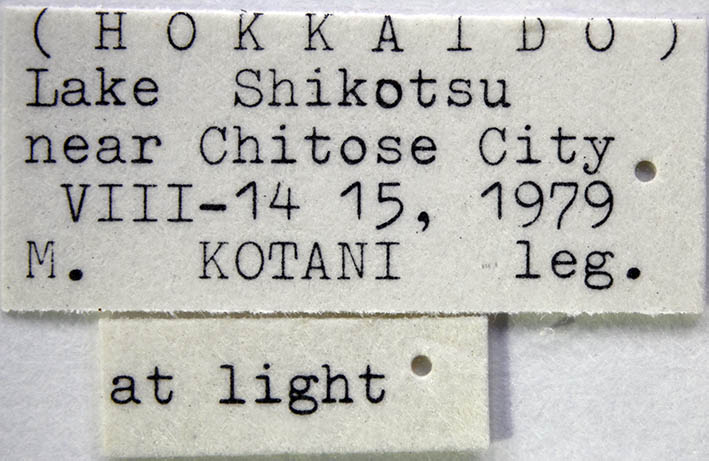 ( H O K K A I D O )
Lake Shikotsu
near Chitose City
VIII-14 15, 1979
M. KOTANI leg.
at light